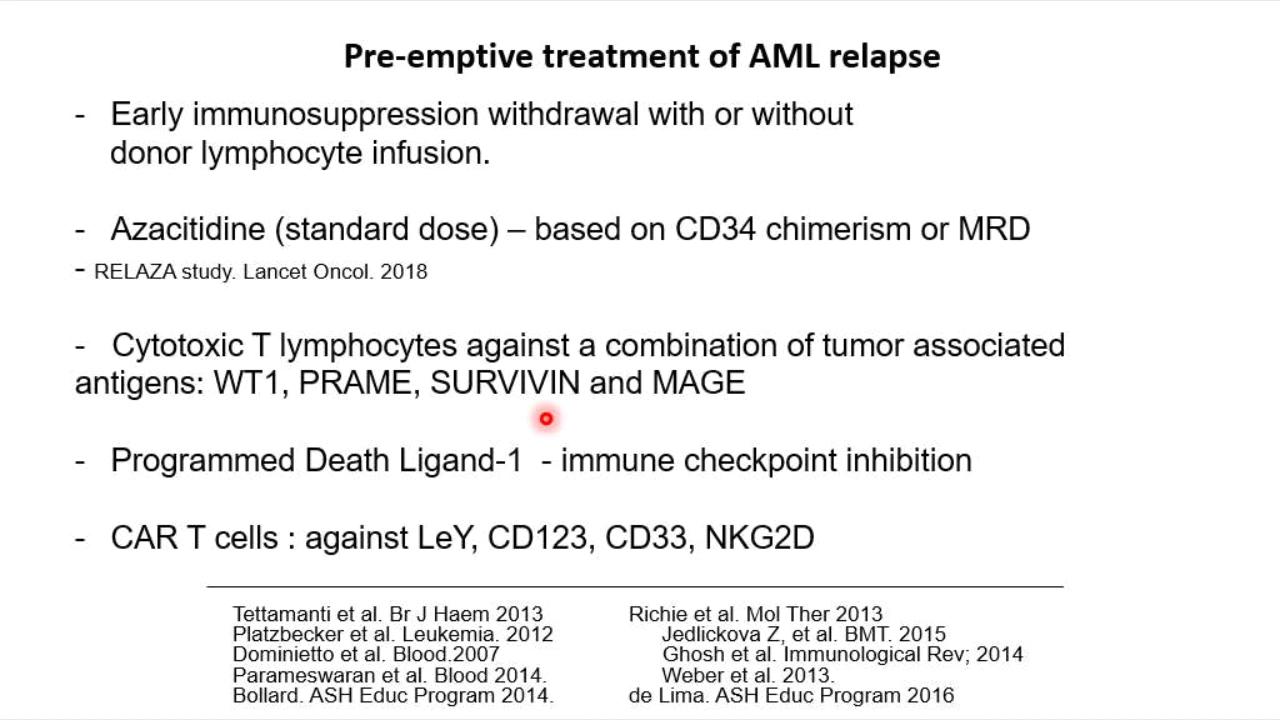 Pre-emptive treatment of AML relapse
- Early immunosuppression withdrawal with or without
donor lymphocyte infusion.
- Azacitidine (standard dose) – based on CD34 chimerism or MRD
- RELAZA study. Lancet Oncol. 2018
- Cytotoxic T lymphocytes against a combination of tumor associated
antigens: WT1, PRAME, SURVIVIN and MAGE
- Programmed Death Ligand-1 - immune checkpoint inhibition
- CAR T cells : against LeY, CD123, CD33, NKG2D
Tettamanti et al. Br J Haem 2013
Platzbecker et al. Leukemia. 2012
Dominietto et al. Blood.2007
Parameswaran et al. Blood 2014.
Bollard. ASH Educ Program 2014.
Richie et al. Mol Ther 2013
Jedlickova Z, et al. BMT. 2015
Ghosh et al. Immunological Rev; 2014
Weber et al. 2013.
de Lima. ASH Educ Program 2016